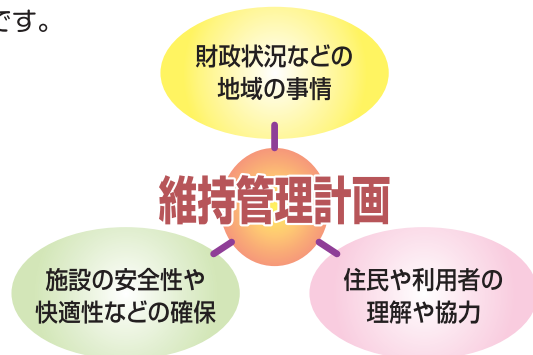 です。
財政状況などの
地域の事情
維持管理計画
施設の安全性や
快適性などの確保
住民や利用者の
理解や協力